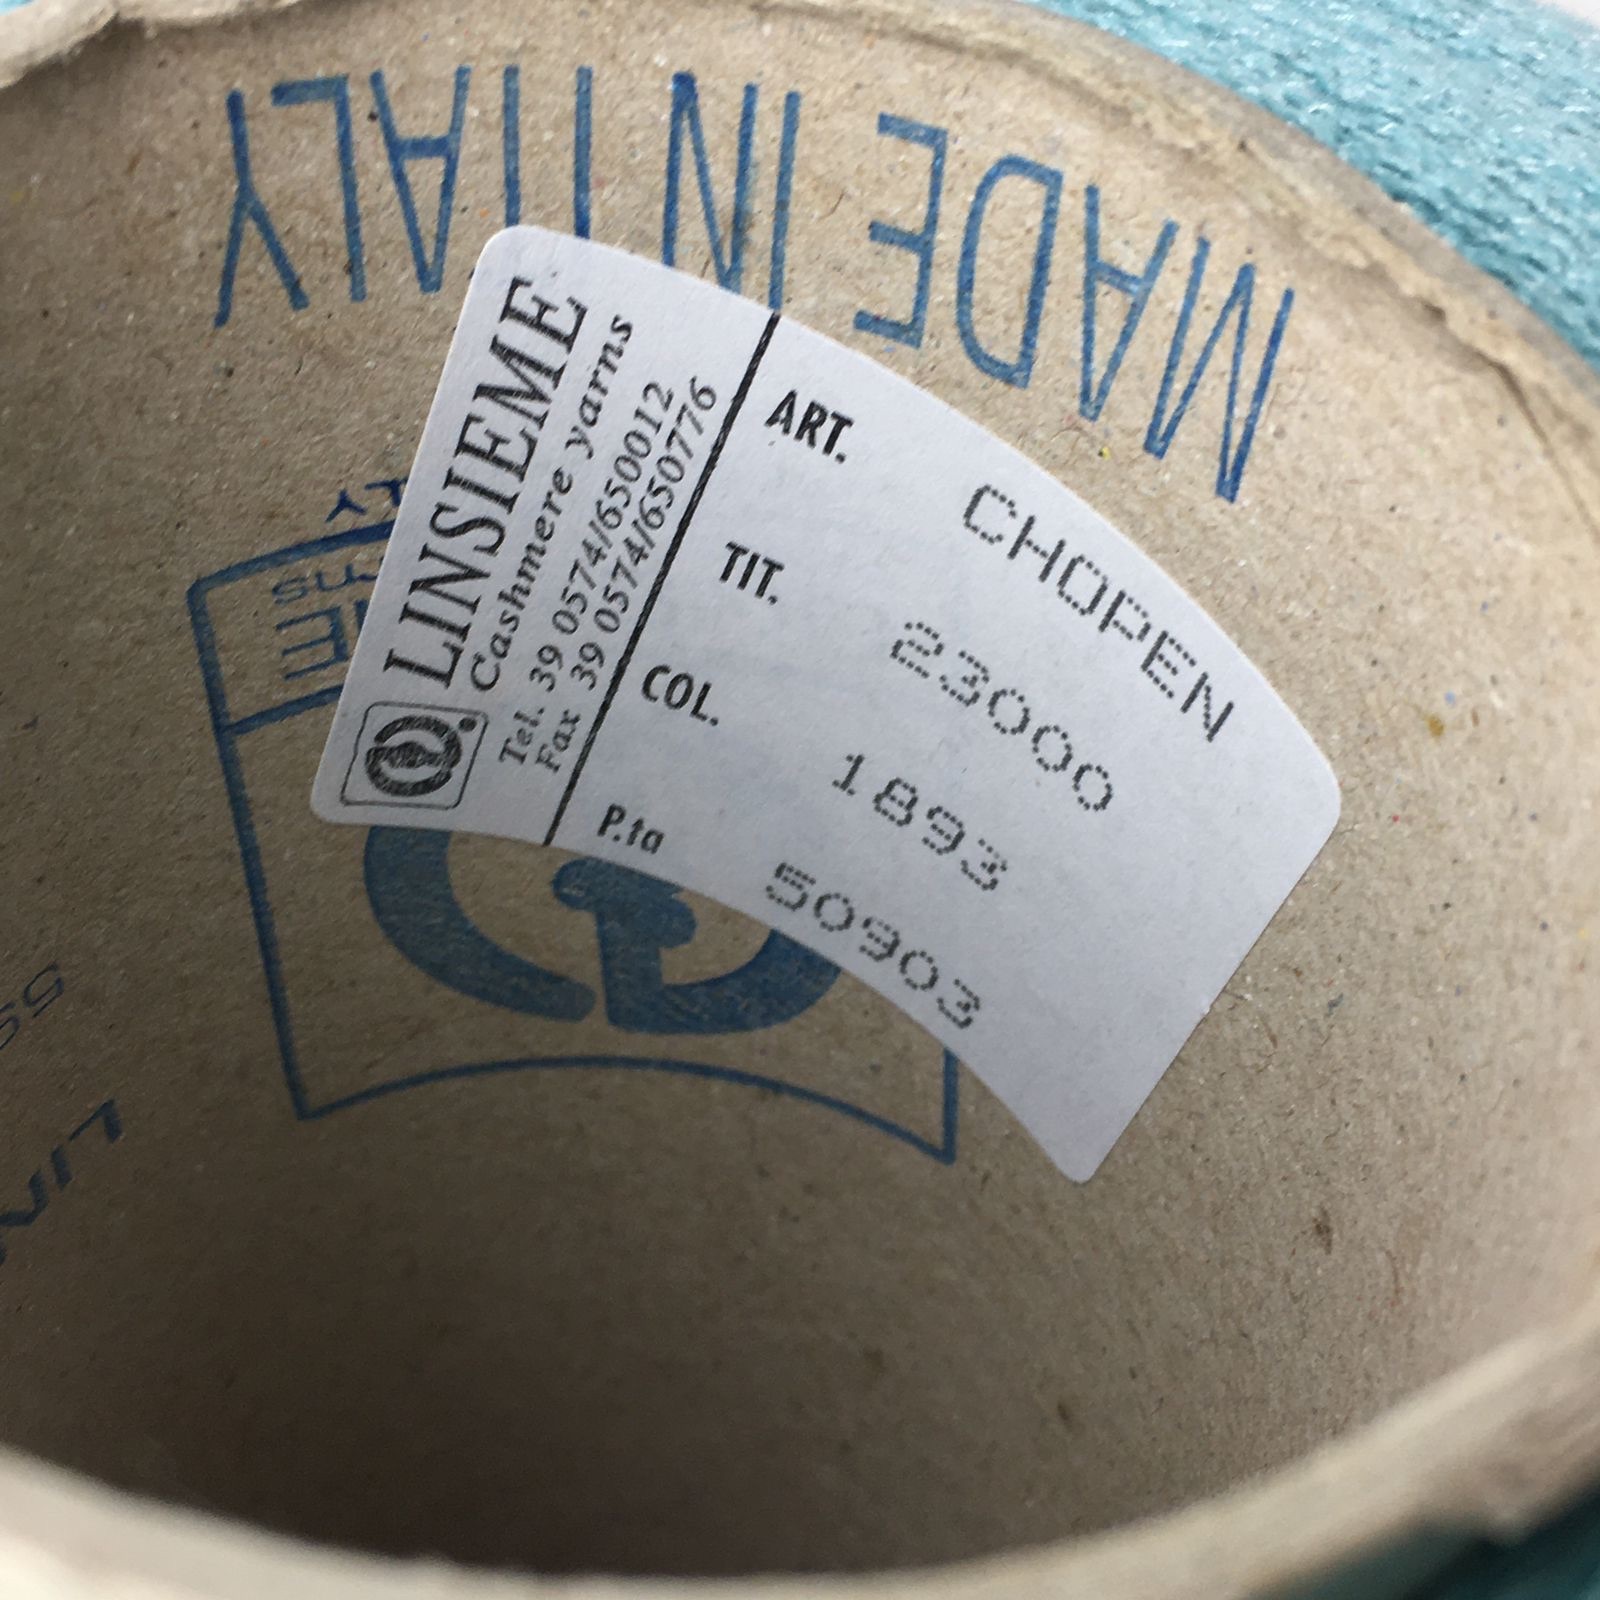 MADE IN ITALY
LINSIEME
Cashmere yarns
Tel. 39 0574/650012
Fax 39 0574/650776
ART. CHOPEN
TIT. 23000
COL. 1893
P.ta 50903